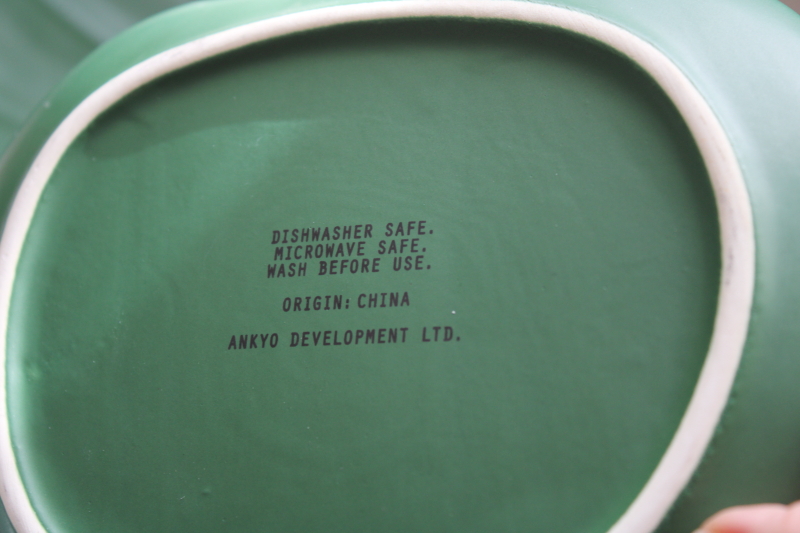 DISHWASHER SAFE.
MICROWAVE SAFE.
WASH BEFORE USE.
ORIGIN: CHINA
ANKYO DEVELOPMENT LTD.